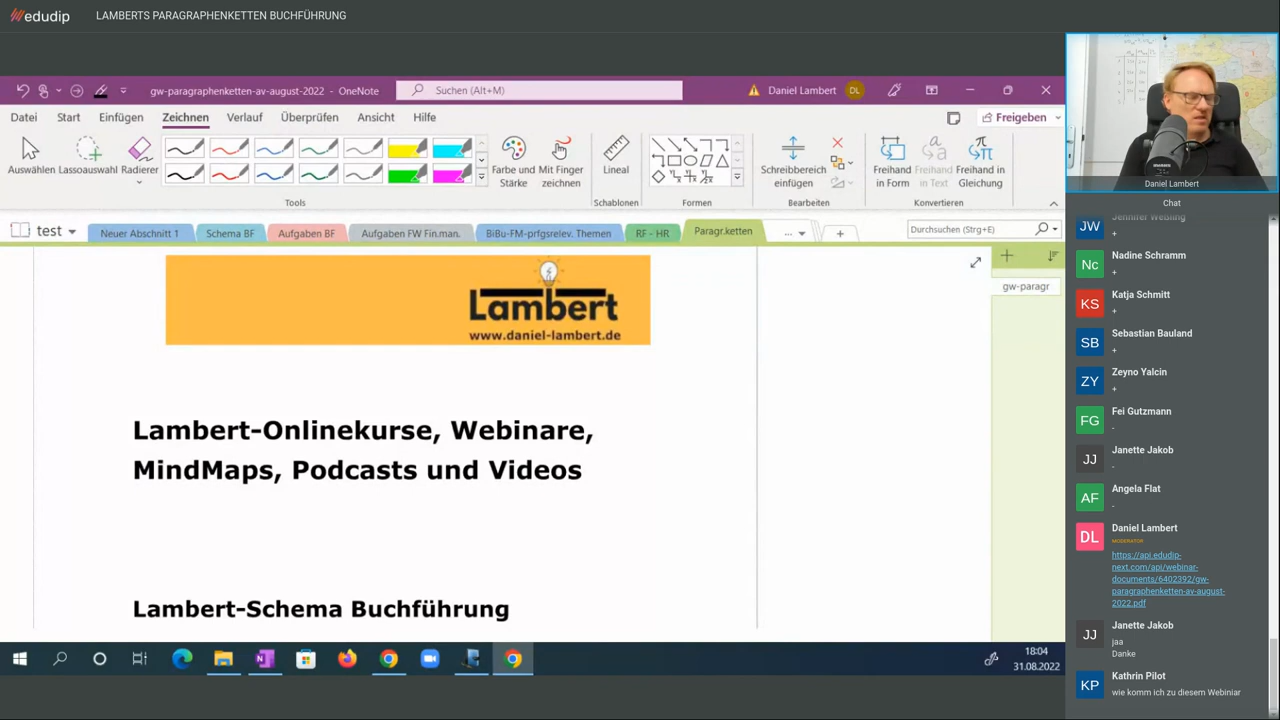 edudip
LAMBERTS PARAGRAPHENKETTEN BUCHFÜHRUNG
gw-paragraphenketten-av-august-2022 - OneNote
Suchen (Alt+M)
Daniel Lambert
DL
Datei
Start
Einfügen
Zeichnen
Verlauf
Überprüfen
Ansicht
Hilfe
Freigeben
Auswählen
Lassoauswahl
Radierer
Farbe und Stärke
Mit Finger zeichnen
Lineal
Schreibbereich einfügen
Freihand in Form
Freihand in Text
Freihand in Gleichung
Tools
Schablonen
Formen
Bearbeiten
Konvertieren
test
Neuer Abschnitt 1
Schema BF
Aufgaben BF
Aufgaben FW Fin.man.
BiBu-FM-prfgsrelev. Themen
RF - HR
Paragr.ketten
...
Durchsuchen (Strg+E)
gw-paragr
Lambert
www.daniel-lambert.de
Lambert-Onlinekurse, Webinare,
MindMaps, Podcasts und Videos
Lambert-Schema Buchführung
18:04
31.08.2022
Daniel Lambert
Chat
JW
Jennifer Weßling
+
Nc
Nadine Schramm
+
KS
Katja Schmitt
+
SB
Sebastian Bauland
+
ZY
Zeyno Yalcin
+
FG
Fei Gutzmann
-
JJ
Janette Jakob
-
AF
Angela Flat
-
DL
Daniel Lambert
MODERATOR
https://api.edudip-
next.com/api/webinar-
documents/6402392/gw-
paragraphenketten-av-august-
2022.pdf
JJ
Janette Jakob
jaa
Danke
KP
Kathrin Pilot
wie komm ich zu diesem Webiniar